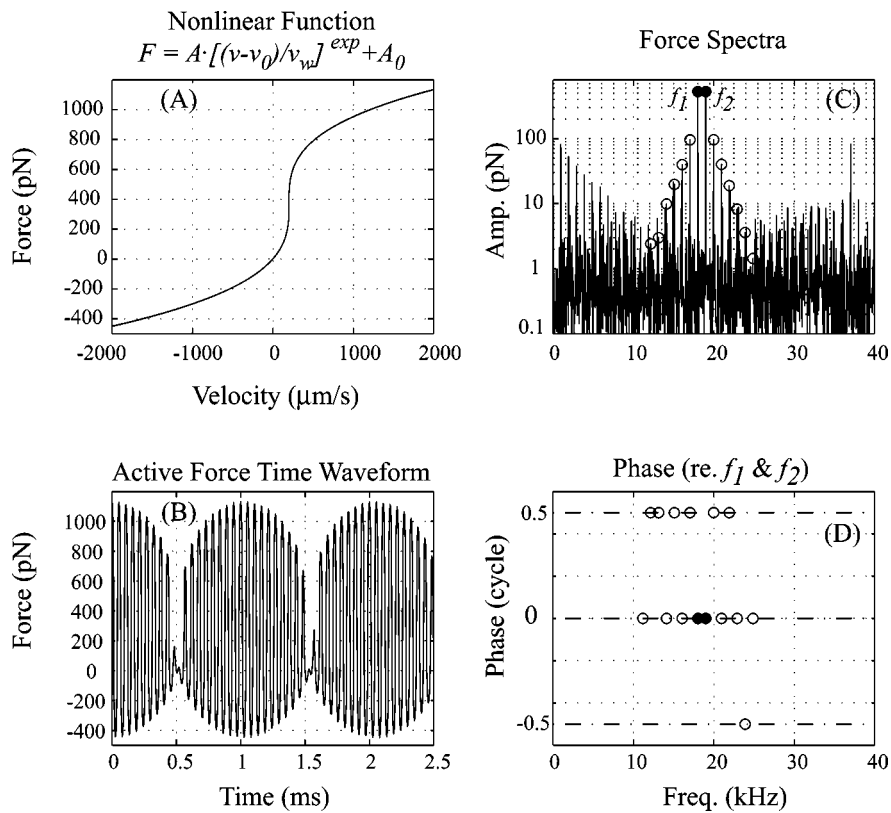 Nonlinear Function
F = A·[(v-v0)/vw] exp+A0
(A)
Force (pN)
1000
800
600
400
200
0
-200
-400
-2000
-1000
0
1000
2000
Velocity (μm/s)
Force Spectra
(C)
f1
f2
Amp. (pN)
100
10
1
0.1
0
10
20
30
40
Active Force Time Waveform
(B)
Force (pN)
1000
800
600
400
200
0
-200
-400
0
0.5
1
1.5
2
2.5
Time (ms)
Phase (re. f1 & f2)
(D)
Phase (cycle)
0.5
0
-0.5
0
10
20
30
40
Freq. (kHz)